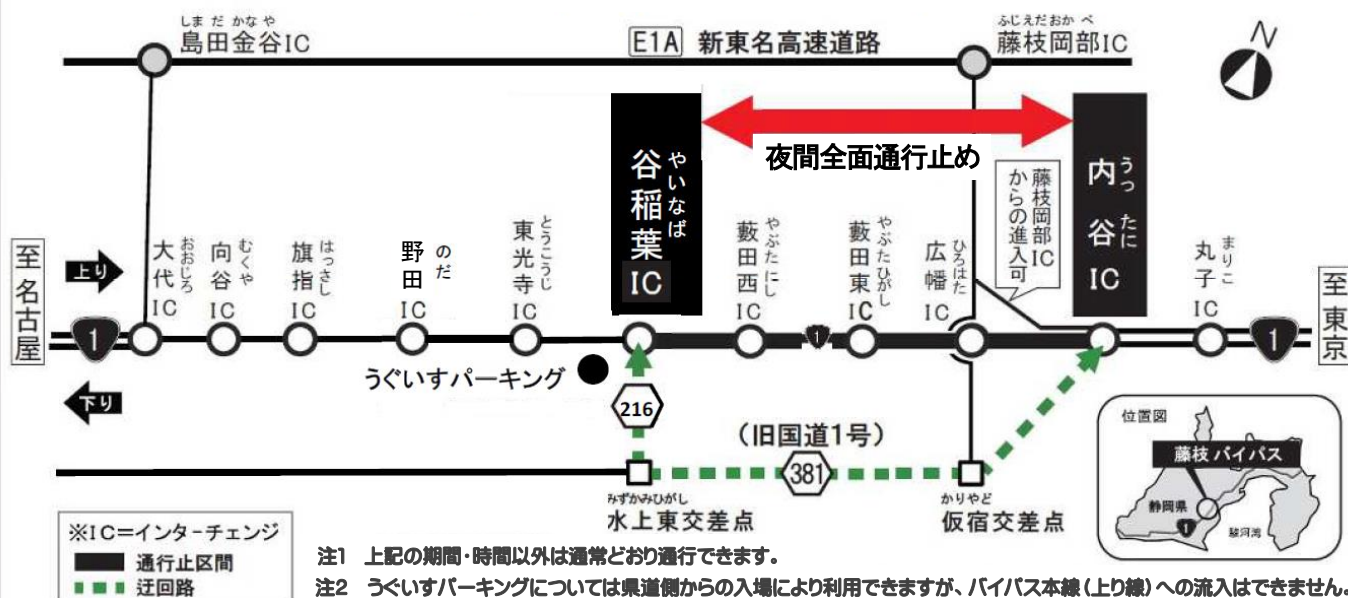 しまだかなや
島田金谷IC
E1A 新東名高速道路
ふじえだおかべ
藤枝岡部IC
N
夜間全面通行止め
谷稲葉IC
やいなば
内谷IC
うつたに
藤枝岡部IC
からの進入可
至名古屋
上り
下り
1
大代IC
おおじろ
向谷IC
むくや
旗指IC
はっさし
野田IC
のだ
東光寺IC
とうこうじ
藪田西IC
やぶたにし
1
藪田東IC
やぶたひがし
広幡IC
ひろはた
丸子IC
まりこ
1
至東京
うぐいすパーキング
216
(旧国道1号)
381
みずかみひがし
水上東交差点
かりやど
仮宿交差点
位置図
藤枝バイパス
静岡県
1
駿河湾
※IC=インターチェンジ
通行止区間
迂回路
注1 上記の期間・時間以外は通常どおり通行できます。
注2 うぐいすパーキングについては県道側からの入場により利用できますが、バイパス本線(上り線)への流入はできません。